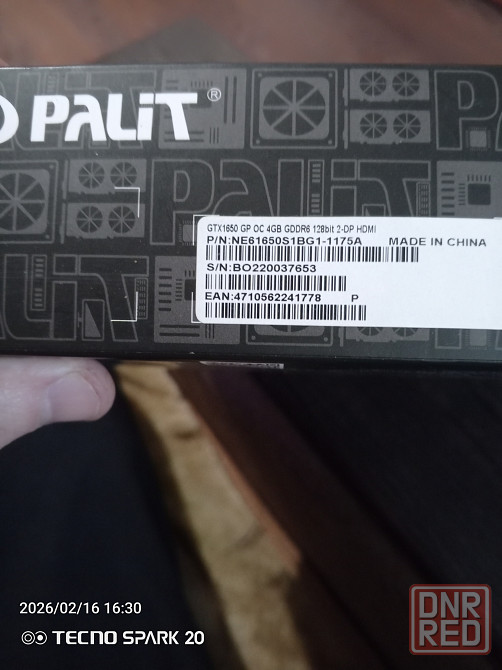 PALiT®
PALiT
GTX1650 GP OC 4GB GDDR6 128bit 2-DP HDMI
P/N:NE61650S1BG1-1175A MADE IN CHINA
S/N:BO220037653
EAN:4710562241778 P
2026/02/16 16:30
TECNO SPARK 20
DNR
RED